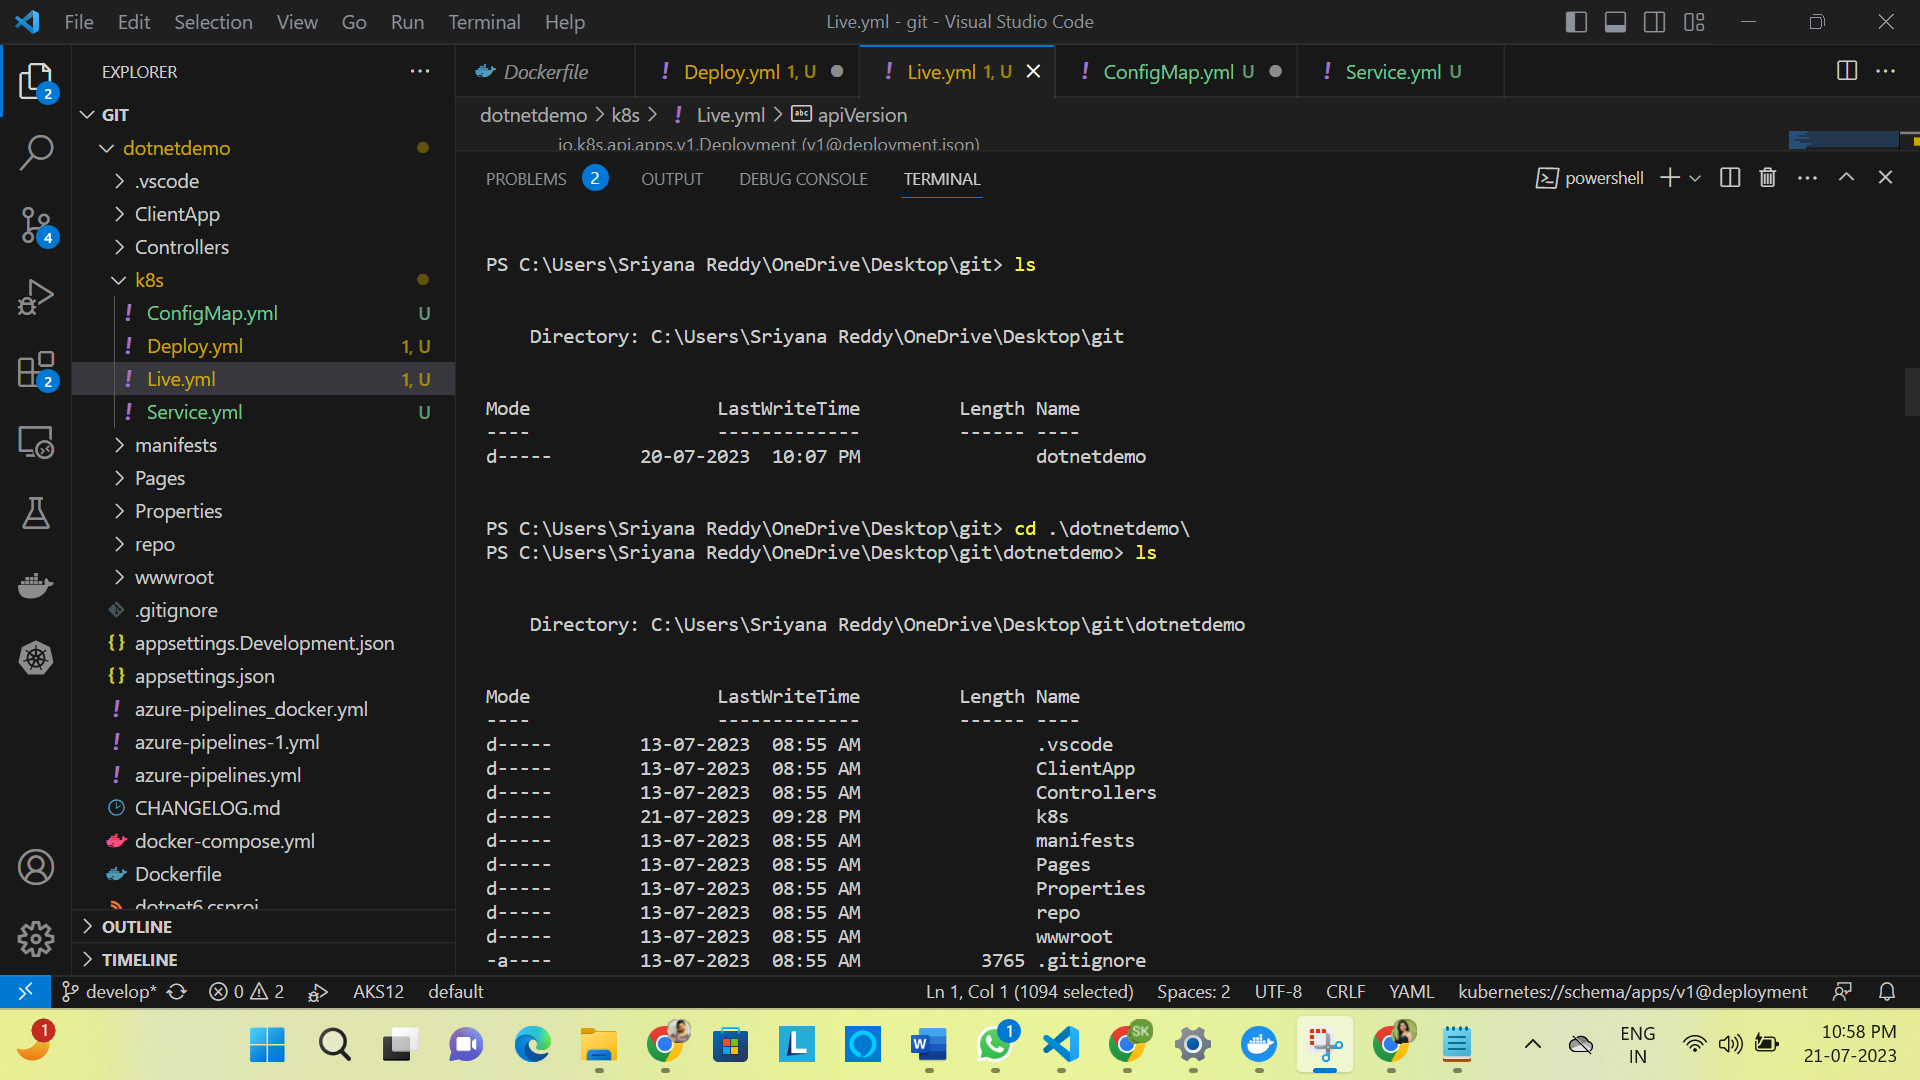 File Edit Selection View Go Run Terminal Help
Live.yml - git - Visual Studio Code
EXPLORER
Dockerfile
Deploy.yml 1, U
Live.yml 1, U
ConfigMap.yml U
Service.yml U
dotnetdemo > k8s > Live.yml > apiVersion
io.k8s.api.apps.v1.Deployment (v1@deployment.json)
2
4
2
GIT
dotnetdemo
.vscode
ClientApp
Controllers
k8s
ConfigMap.yml U
Deploy.yml 1, U
Live.yml 1, U
Service.yml U
manifests
Pages
Properties
repo
wwwroot
.gitignore
appsettings.Development.json
appsettings.json
azure-pipelines_docker.yml
azure-pipelines-1.yml
azure-pipelines.yml
CHANGELOG.md
docker-compose.yml
Dockerfile
dotnet6.csproj
OUTLINE
TIMELINE
PROBLEMS 2 OUTPUT DEBUG CONSOLE TERMINAL
powershell
PS C:\Users\Sriyana Reddy\OneDrive\Desktop\git> ls
Directory: C:\Users\Sriyana Reddy\OneDrive\Desktop\git
Mode LastWriteTime Length Name
---- ------------- ------ ----
d----- 20-07-2023 10:07 PM dotnetdemo
PS C:\Users\Sriyana Reddy\OneDrive\Desktop\git> cd .\dotnetdemo\
PS C:\Users\Sriyana Reddy\OneDrive\Desktop\git\dotnetdemo> ls
Directory: C:\Users\Sriyana Reddy\OneDrive\Desktop\git\dotnetdemo
Mode LastWriteTime Length Name
---- ------------- ------ ----
d----- 13-07-2023 08:55 AM .vscode
d----- 13-07-2023 08:55 AM ClientApp
d----- 13-07-2023 08:55 AM Controllers
d----- 21-07-2023 09:28 PM k8s
d----- 13-07-2023 08:55 AM manifests
d----- 13-07-2023 08:55 AM Pages
d----- 13-07-2023 08:55 AM Properties
d----- 13-07-2023 08:55 AM repo
d----- 13-07-2023 08:55 AM wwwroot
-a---- 13-07-2023 08:55 AM 3765 .gitignore
develop* 0 2 AKS12 default
Ln 1, Col 1 (1094 selected) Spaces: 2 UTF-8 CRLF YAML kubernetes://schema/apps/v1@deployment
1
L
W
1
SK
ENG
IN
10:58 PM
21-07-2023